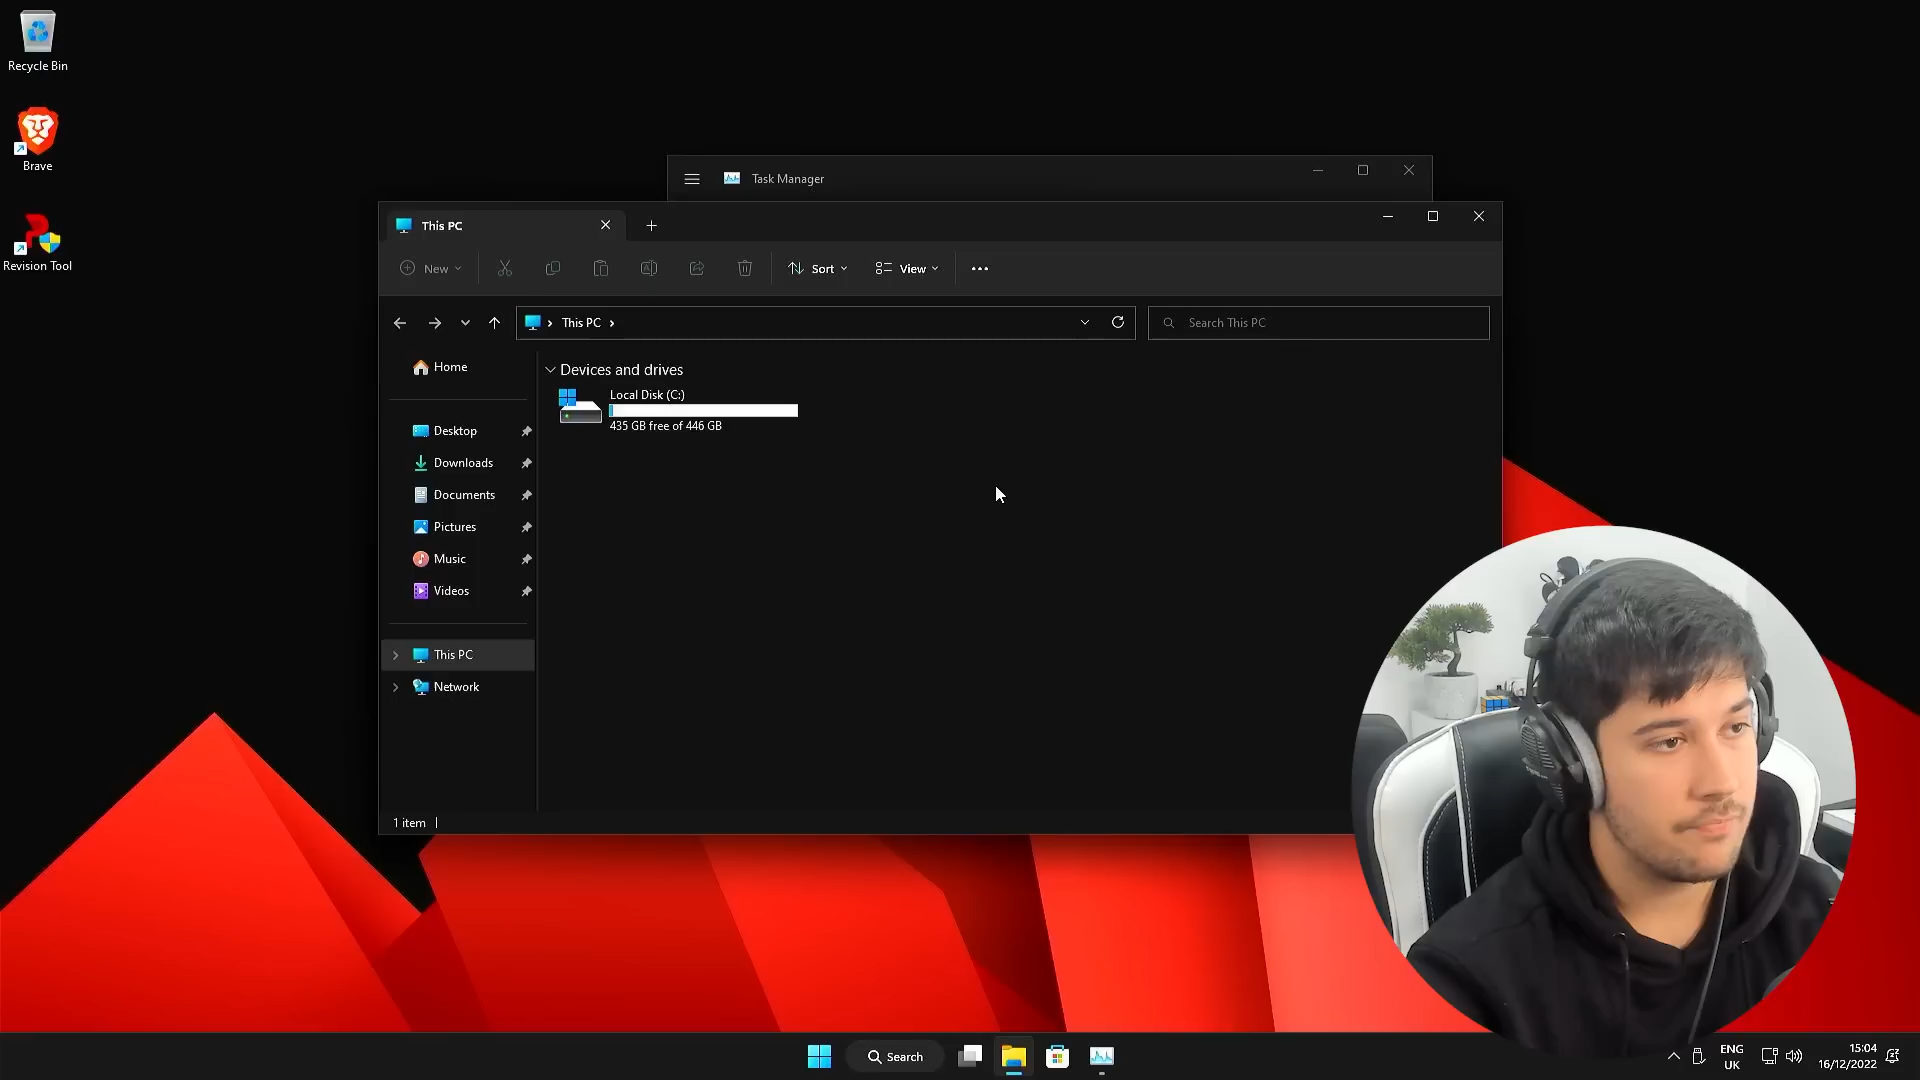 Recycle Bin
Brave
Revision Tool
Task Manager
This PC
New
Sort
View
This PC
Search This PC
Home
Desktop
Downloads
Documents
Pictures
Music
Videos
This PC
Network
Devices and drives
Local Disk (C:)
435 GB free of 446 GB
1 item
Search
ENG
UK
15:04
16/12/2022